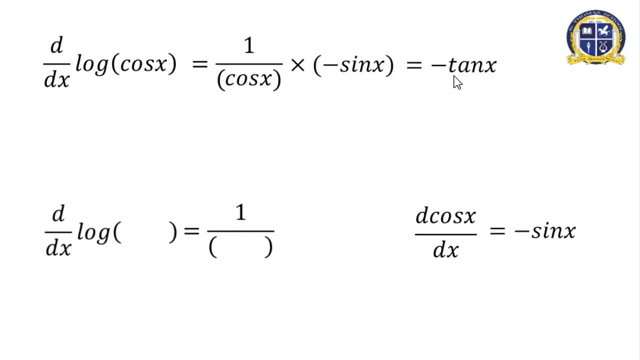 d/dx log(cosx) = 1/(cosx) × (−sinx) = −tanx
d/dx log(    ) = 1/(    )
dcosx/dx = −sinx